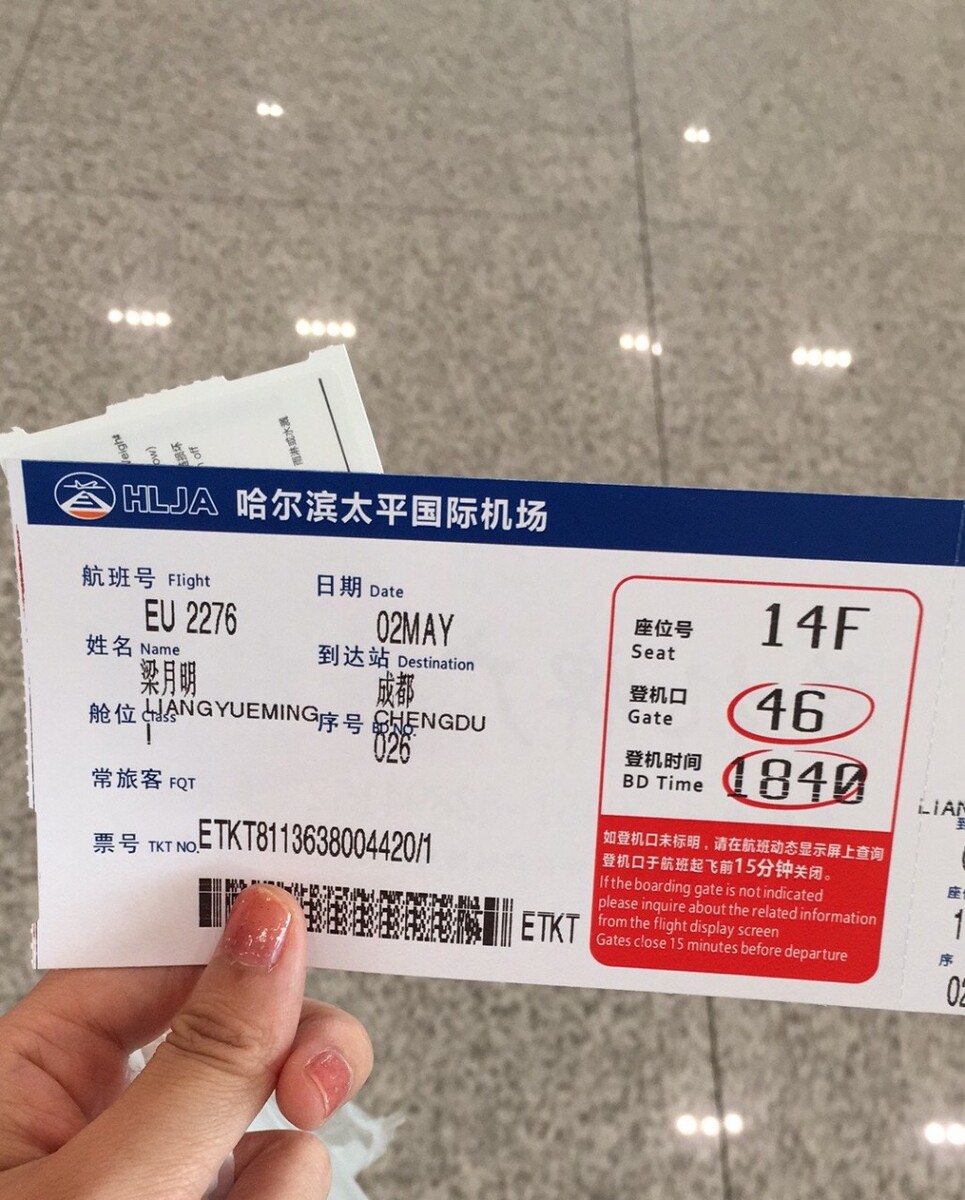 HLJA 哈尔滨太平国际机场
航班号 Flight
EU 2276
日期 Date
02MAY
姓名 Name
梁月明
LIANGYUEMING
到达站 Destination
成都
CHENGDU
舱位 Class
I
序号 BD NO.
026
常旅客 FQT
票号 TKT NO.
ETKT8113638004420/1
ETKT
座位号
Seat
14F
登机口
Gate
46
登机时间
BD Time
1840
如登机口未标明，请在航班动态显示屏上查询
登机口于航班起飞前15分钟关闭。
If the boarding gate is not indicated
please inquire about the related information
from the flight display screen
Gates close 15 minutes before departure
LIAN
座
序
02